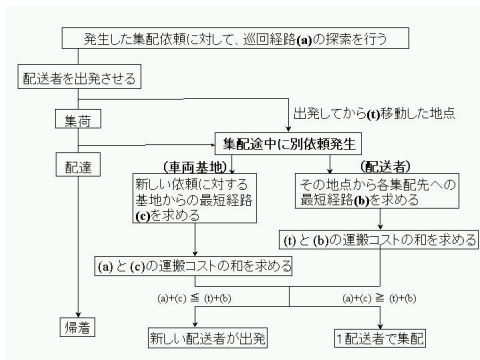 発生した集配依頼に対して、巡回経路(a)の探索を行う
配送者を出発させる
出発してから(t)移動した地点
集荷
集配途中に別依頼発生
配達
(車両基地)
(配送者)
新しい依頼に対する
基地からの最短経路
(c)を求める
その地点から各集配先への
最短経路(b)を求める
(t)と(b)の運搬コストの和を求める
(a)と(c)の運搬コストの和を求める
(a)+(c) ≦ (t)+(b)
(a)+(c) ≧ (t)+(b)
帰着
新しい配送者が出発
1配送者で集配